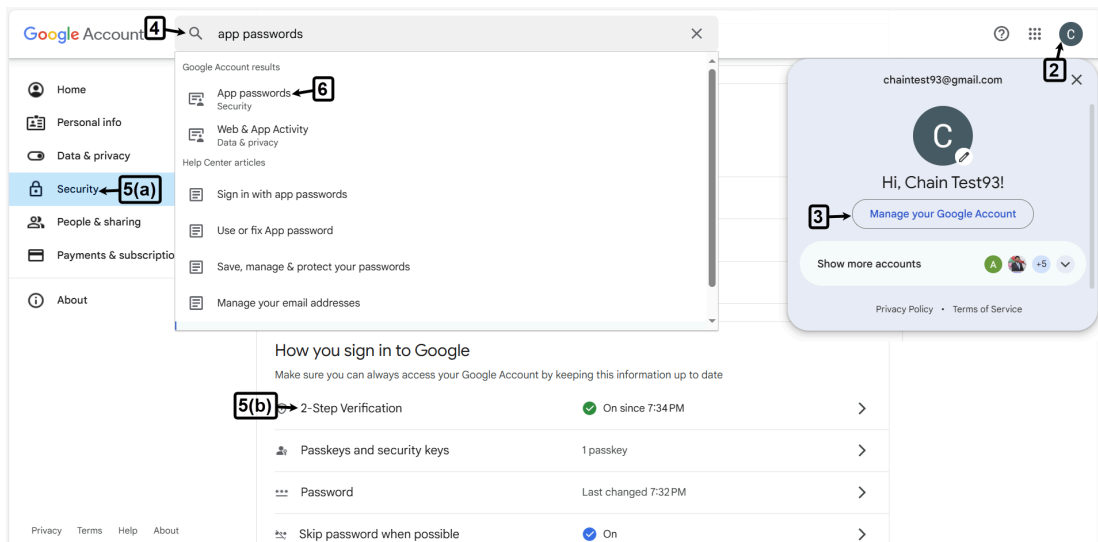 Google Account
4
app passwords
C
2
Home
Personal info
Data & privacy
Security
5(a)
People & sharing
Payments & subscriptio
About
Google Account results
App passwords
6
Security
Web & App Activity
Data & privacy
Help Center articles
Sign in with app passwords
Use or fix App password
Save, manage & protect your passwords
Manage your email addresses
chaintest93@gmail.com
C
Hi, Chain Test93!
3
Manage your Google Account
Show more accounts
A
+5
Privacy Policy • Terms of Service
How you sign in to Google
Make sure you can always access your Google Account by keeping this information up to date
5(b)
2-Step Verification
On since 7:34 PM
Passkeys and security keys
1 passkey
Password
Last changed 7:32 PM
Skip password when possible
On
Privacy Terms Help About